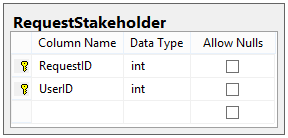 RequestStakeholder
Column Name Data Type Allow Nulls
RequestID int
UserID int